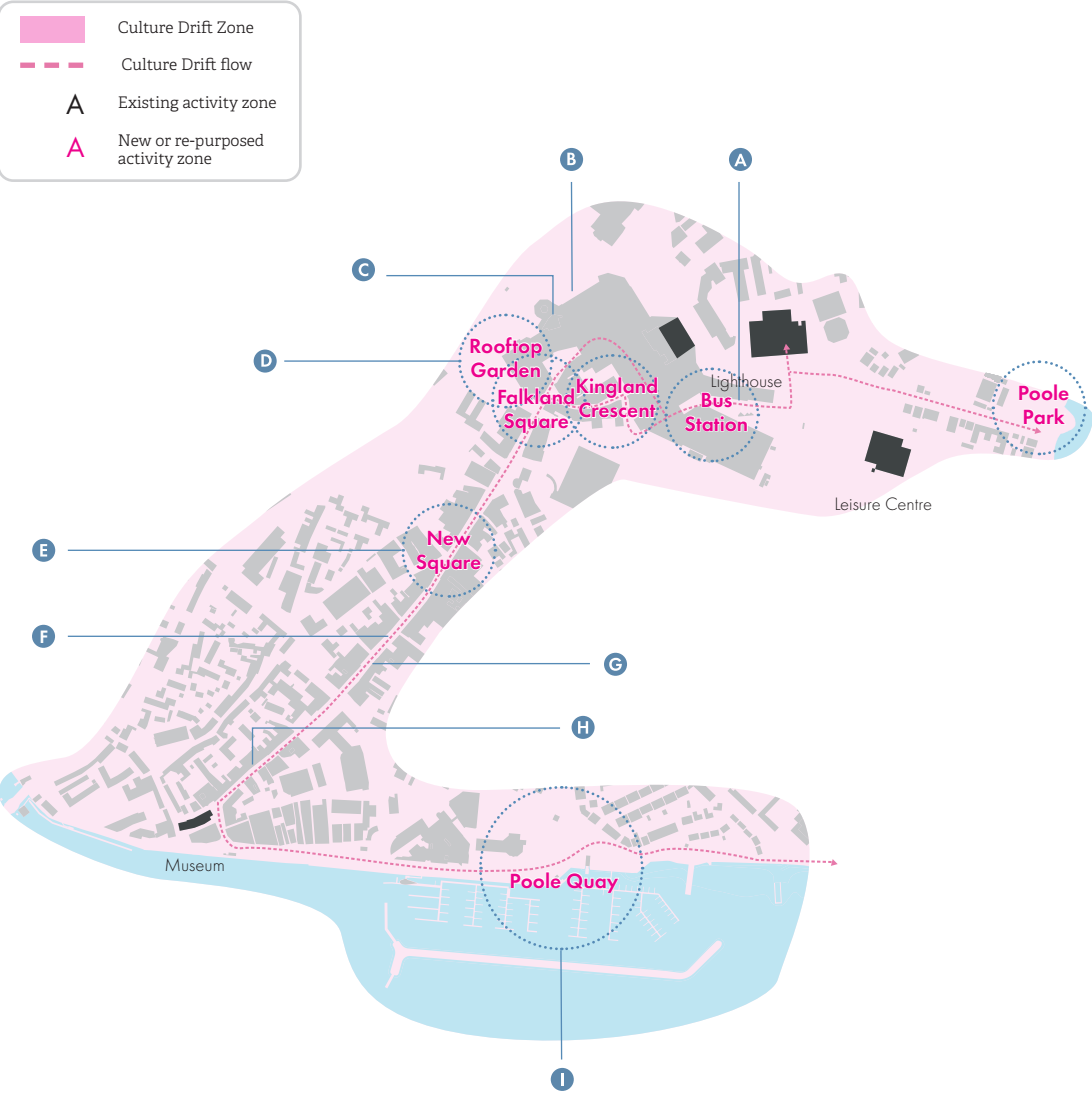 Culture Drift Zone
Culture Drift flow
A
Existing activity zone
A
New or re-purposed
activity zone
B
A
C
D
Rooftop
Garden
Falkland
Square
Kingland
Crescent
Lighthouse
Bus
Station
Poole
Park
Leisure Centre
E
New
Square
F
G
H
Museum
Poole Quay
I